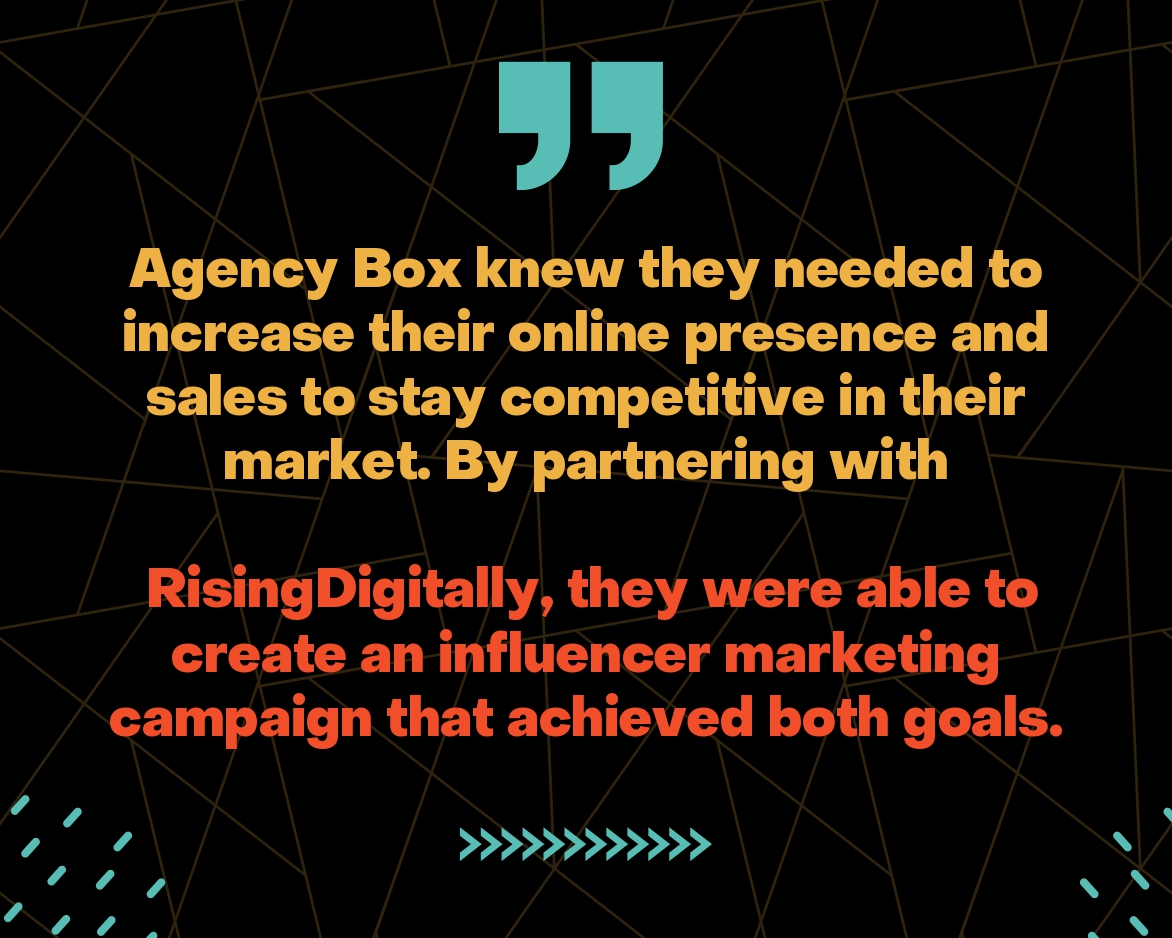 Agency Box knew they needed to
increase their online presence and
sales to stay competitive in their
market. By partnering with
RisingDigitally, they were able to
create an influencer marketing
campaign that achieved both goals.